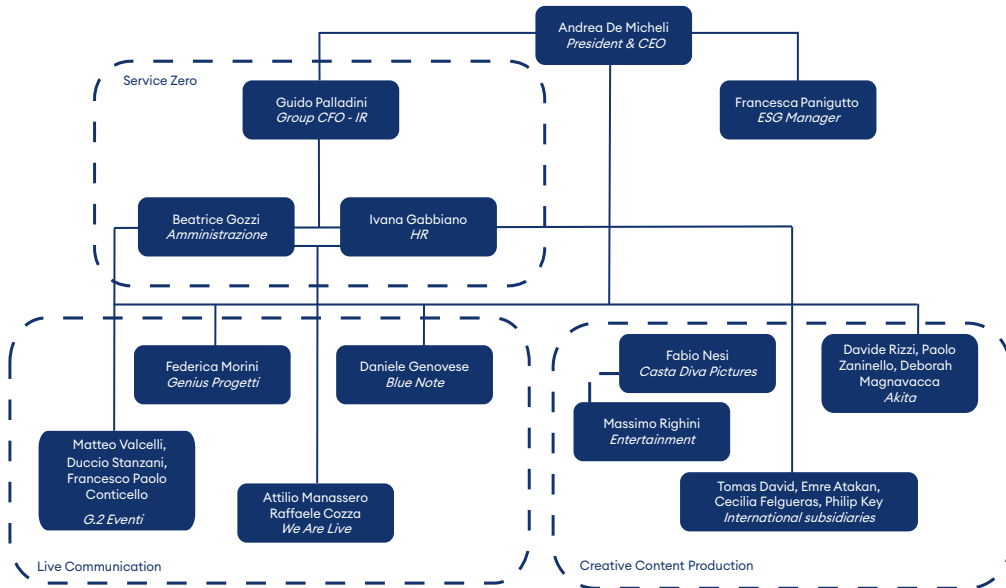 Andrea De Micheli
President & CEO
Service Zero
Guido Palladini
Group CFO - IR
Francesca Panigutto
ESG Manager
Beatrice Gozzi
Amministrazione
Ivana Gabbiano
HR
Federica Morini
Genius Progetti
Daniele Genovese
Blue Note
Fabio Nesi
Casta Diva Pictures
Davide Rizzi, Paolo
Zaninello, Deborah
Magnavacca
Akita
Massimo Righini
Entertainment
Matteo Valcelli,
Duccio Stanzani,
Francesco Paolo
Conticello
G.2 Eventi
Attilio Manassero
Raffaele Cozza
We Are Live
Tomas David, Emre Atakan,
Cecilia Felgueras, Philip Key
International subsidiaries
Live Communication
Creative Content Production